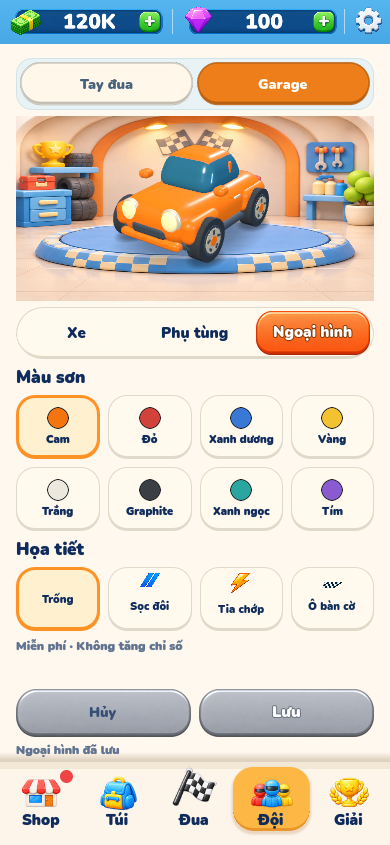 120K
100
Tay đua
Garage
Xe
Phụ tùng
Ngoại hình
Màu sơn
Cam
Đỏ
Xanh dương
Vàng
Trắng
Graphite
Xanh ngọc
Tím
Họa tiết
Trống
Sọc đôi
Tia chớp
Ô bàn cờ
Miễn phí · Không tăng chỉ số
Hủy
Lưu
Ngoại hình đã lưu
Shop
Túi
Đua
Đội
Giải